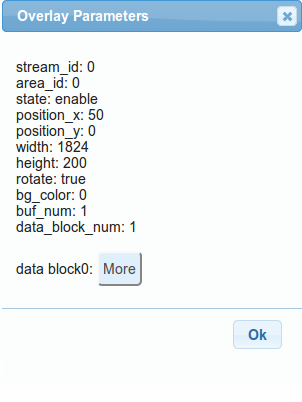 Overlay Parameters
stream_id: 0
area_id: 0
state: enable
position_x: 50
position_y: 0
width: 1824
height: 200
rotate: true
bg_color: 0
buf_num: 1
data_block_num: 1
data block0: More
Ok